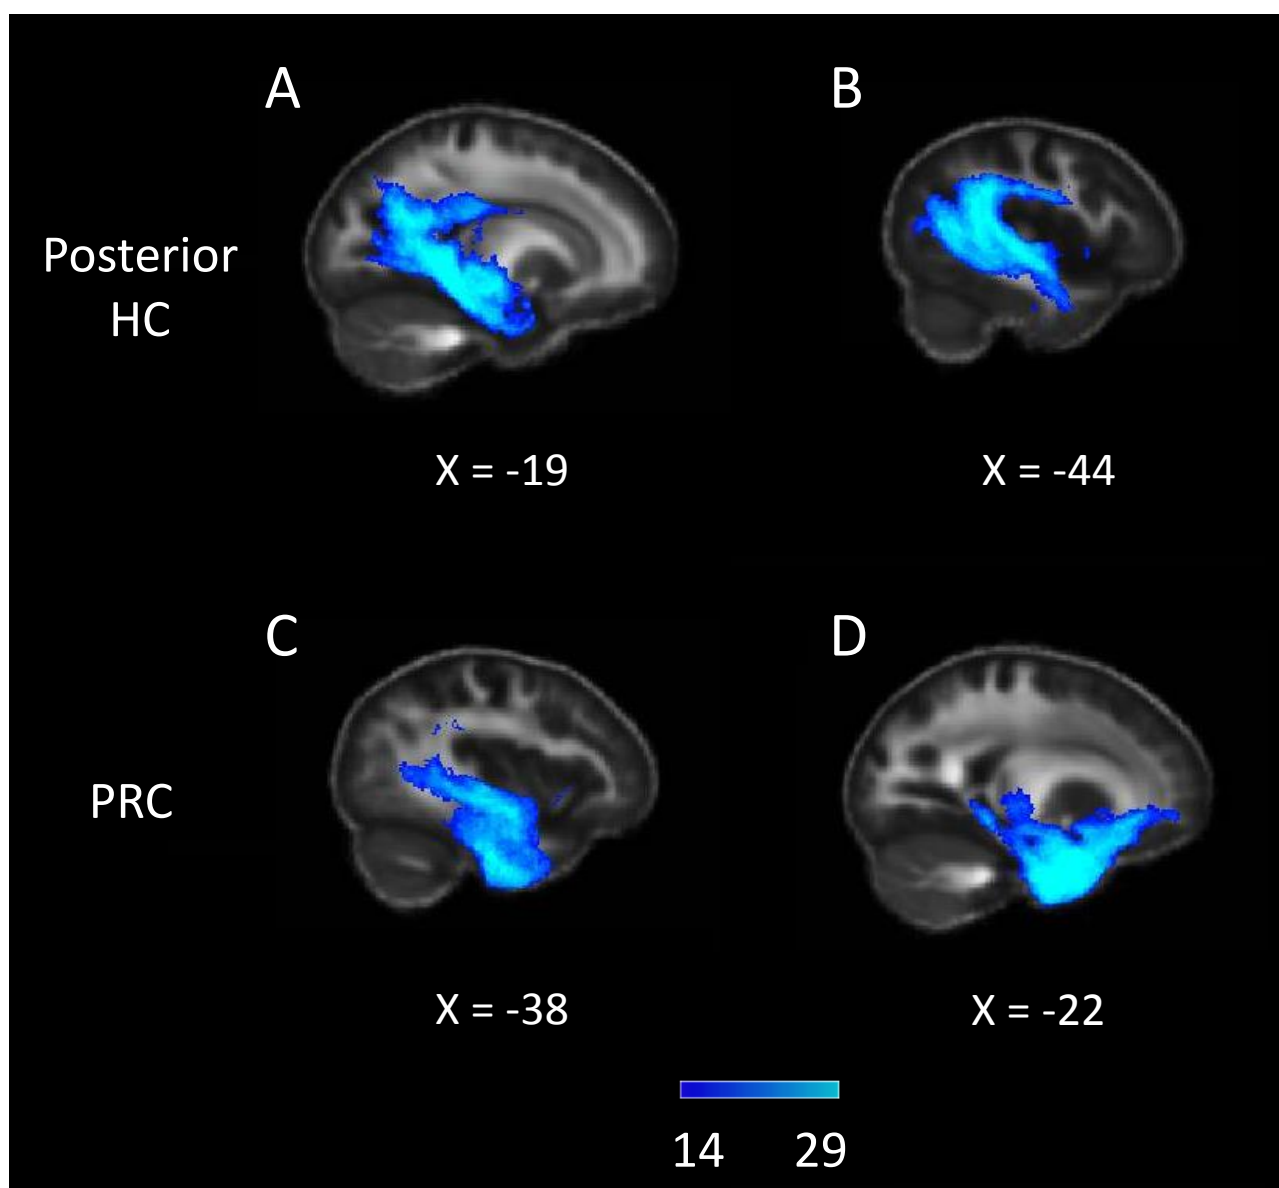 A
B
Posterior
HC
X = -19
X = -44
C
D
PRC
X = -38
X = -22
14
29